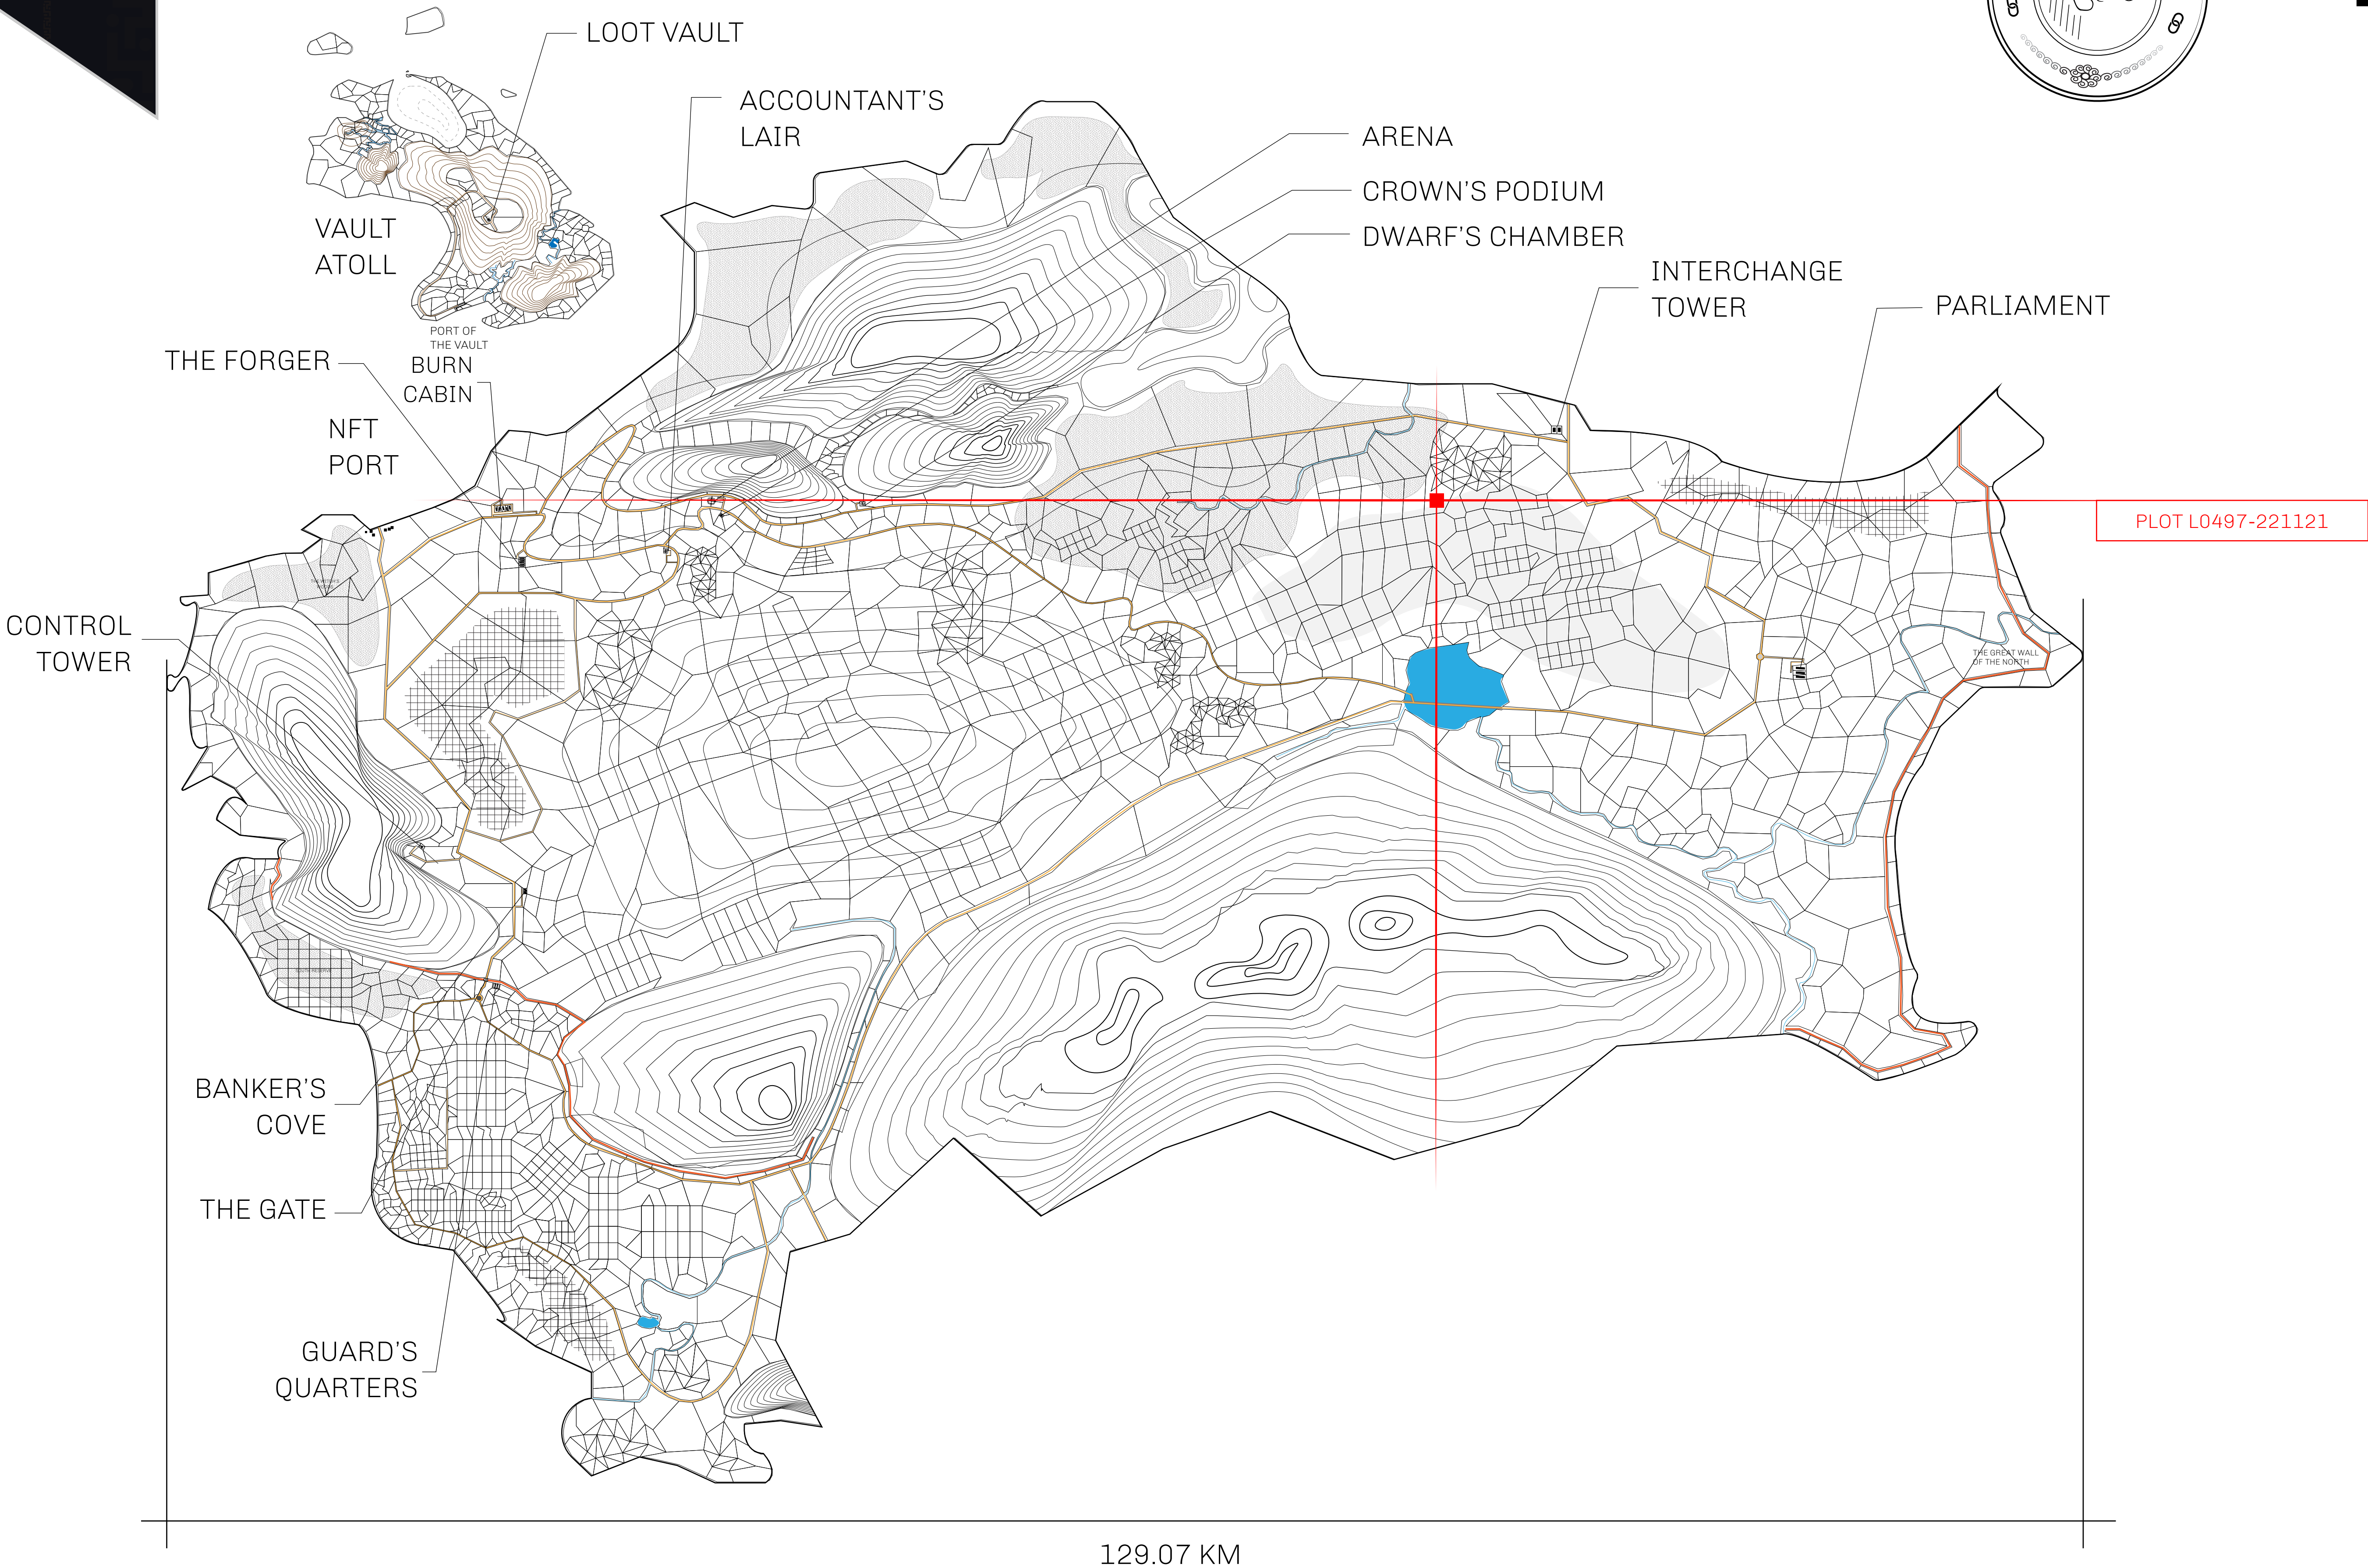 LOOT VAULT
ACCOUNTANT'S
LAIR
ARENA
CROWN'S PODIUM
DWARF'S CHAMBER
VAULT
ATOLL
INTERCHANGE
TOWER
PARLIAMENT
PORT OF
THE VAULT
THE FORGER
BURN
CABIN
NFT
PORT
PLOT L0497-221121
CONTROL
TOWER
THE GREAT WALL
OF THE NORTH
SOUTH RESERVE
BANKER'S
COVE
THE GATE
GUARD'S
QUARTERS
129.07 KM